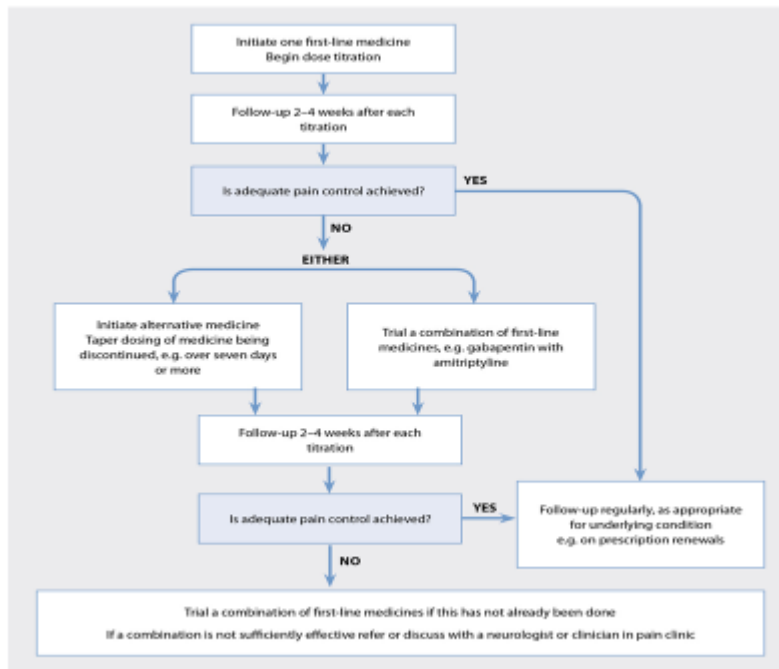 Initiate one first-line medicine
Begin dose titration
Follow-up 2–4 weeks after each
titration
Is adequate pain control achieved?
YES
NO
EITHER
Initiate alternative medicine
Taper dosing of medicine being
discontinued, e.g. over seven days
or more
Trial a combination of first-line
medicines, e.g. gabapentin with
amitriptyline
Follow-up 2–4 weeks after each
titration
Is adequate pain control achieved?
YES
Follow-up regularly, as appropriate
for underlying condition
e.g. on prescription renewals
NO
Trial a combination of first-line medicines if this has not already been done
If a combination is not sufficiently effective refer or discuss with a neurologist or clinician in pain clinic